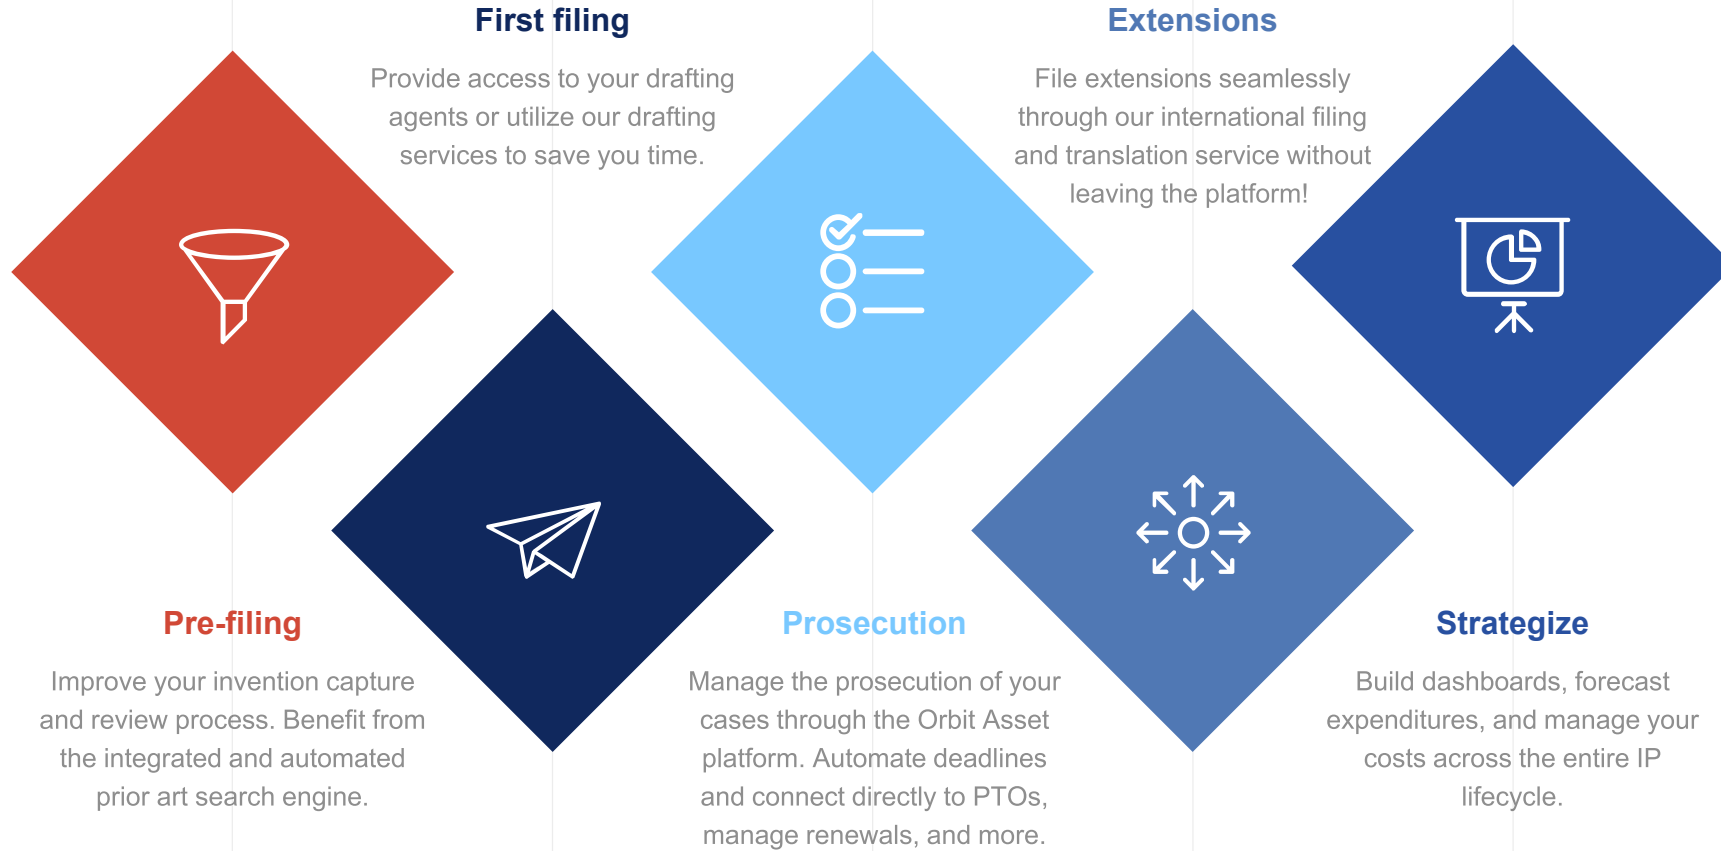 First filing
Provide access to your drafting
agents or utilize our drafting
services to save you time.
Extensions
File extensions seamlessly
through our international filing
and translation service without
leaving the platform!
Pre-filing
Improve your invention capture
and review process. Benefit from
the integrated and automated
prior art search engine.
Prosecution
Manage the prosecution of your
cases through the Orbit Asset
platform. Automate deadlines
and connect directly to PTOs,
manage renewals, and more.
Strategize
Build dashboards, forecast
expenditures, and manage your
costs across the entire IP
lifecycle.